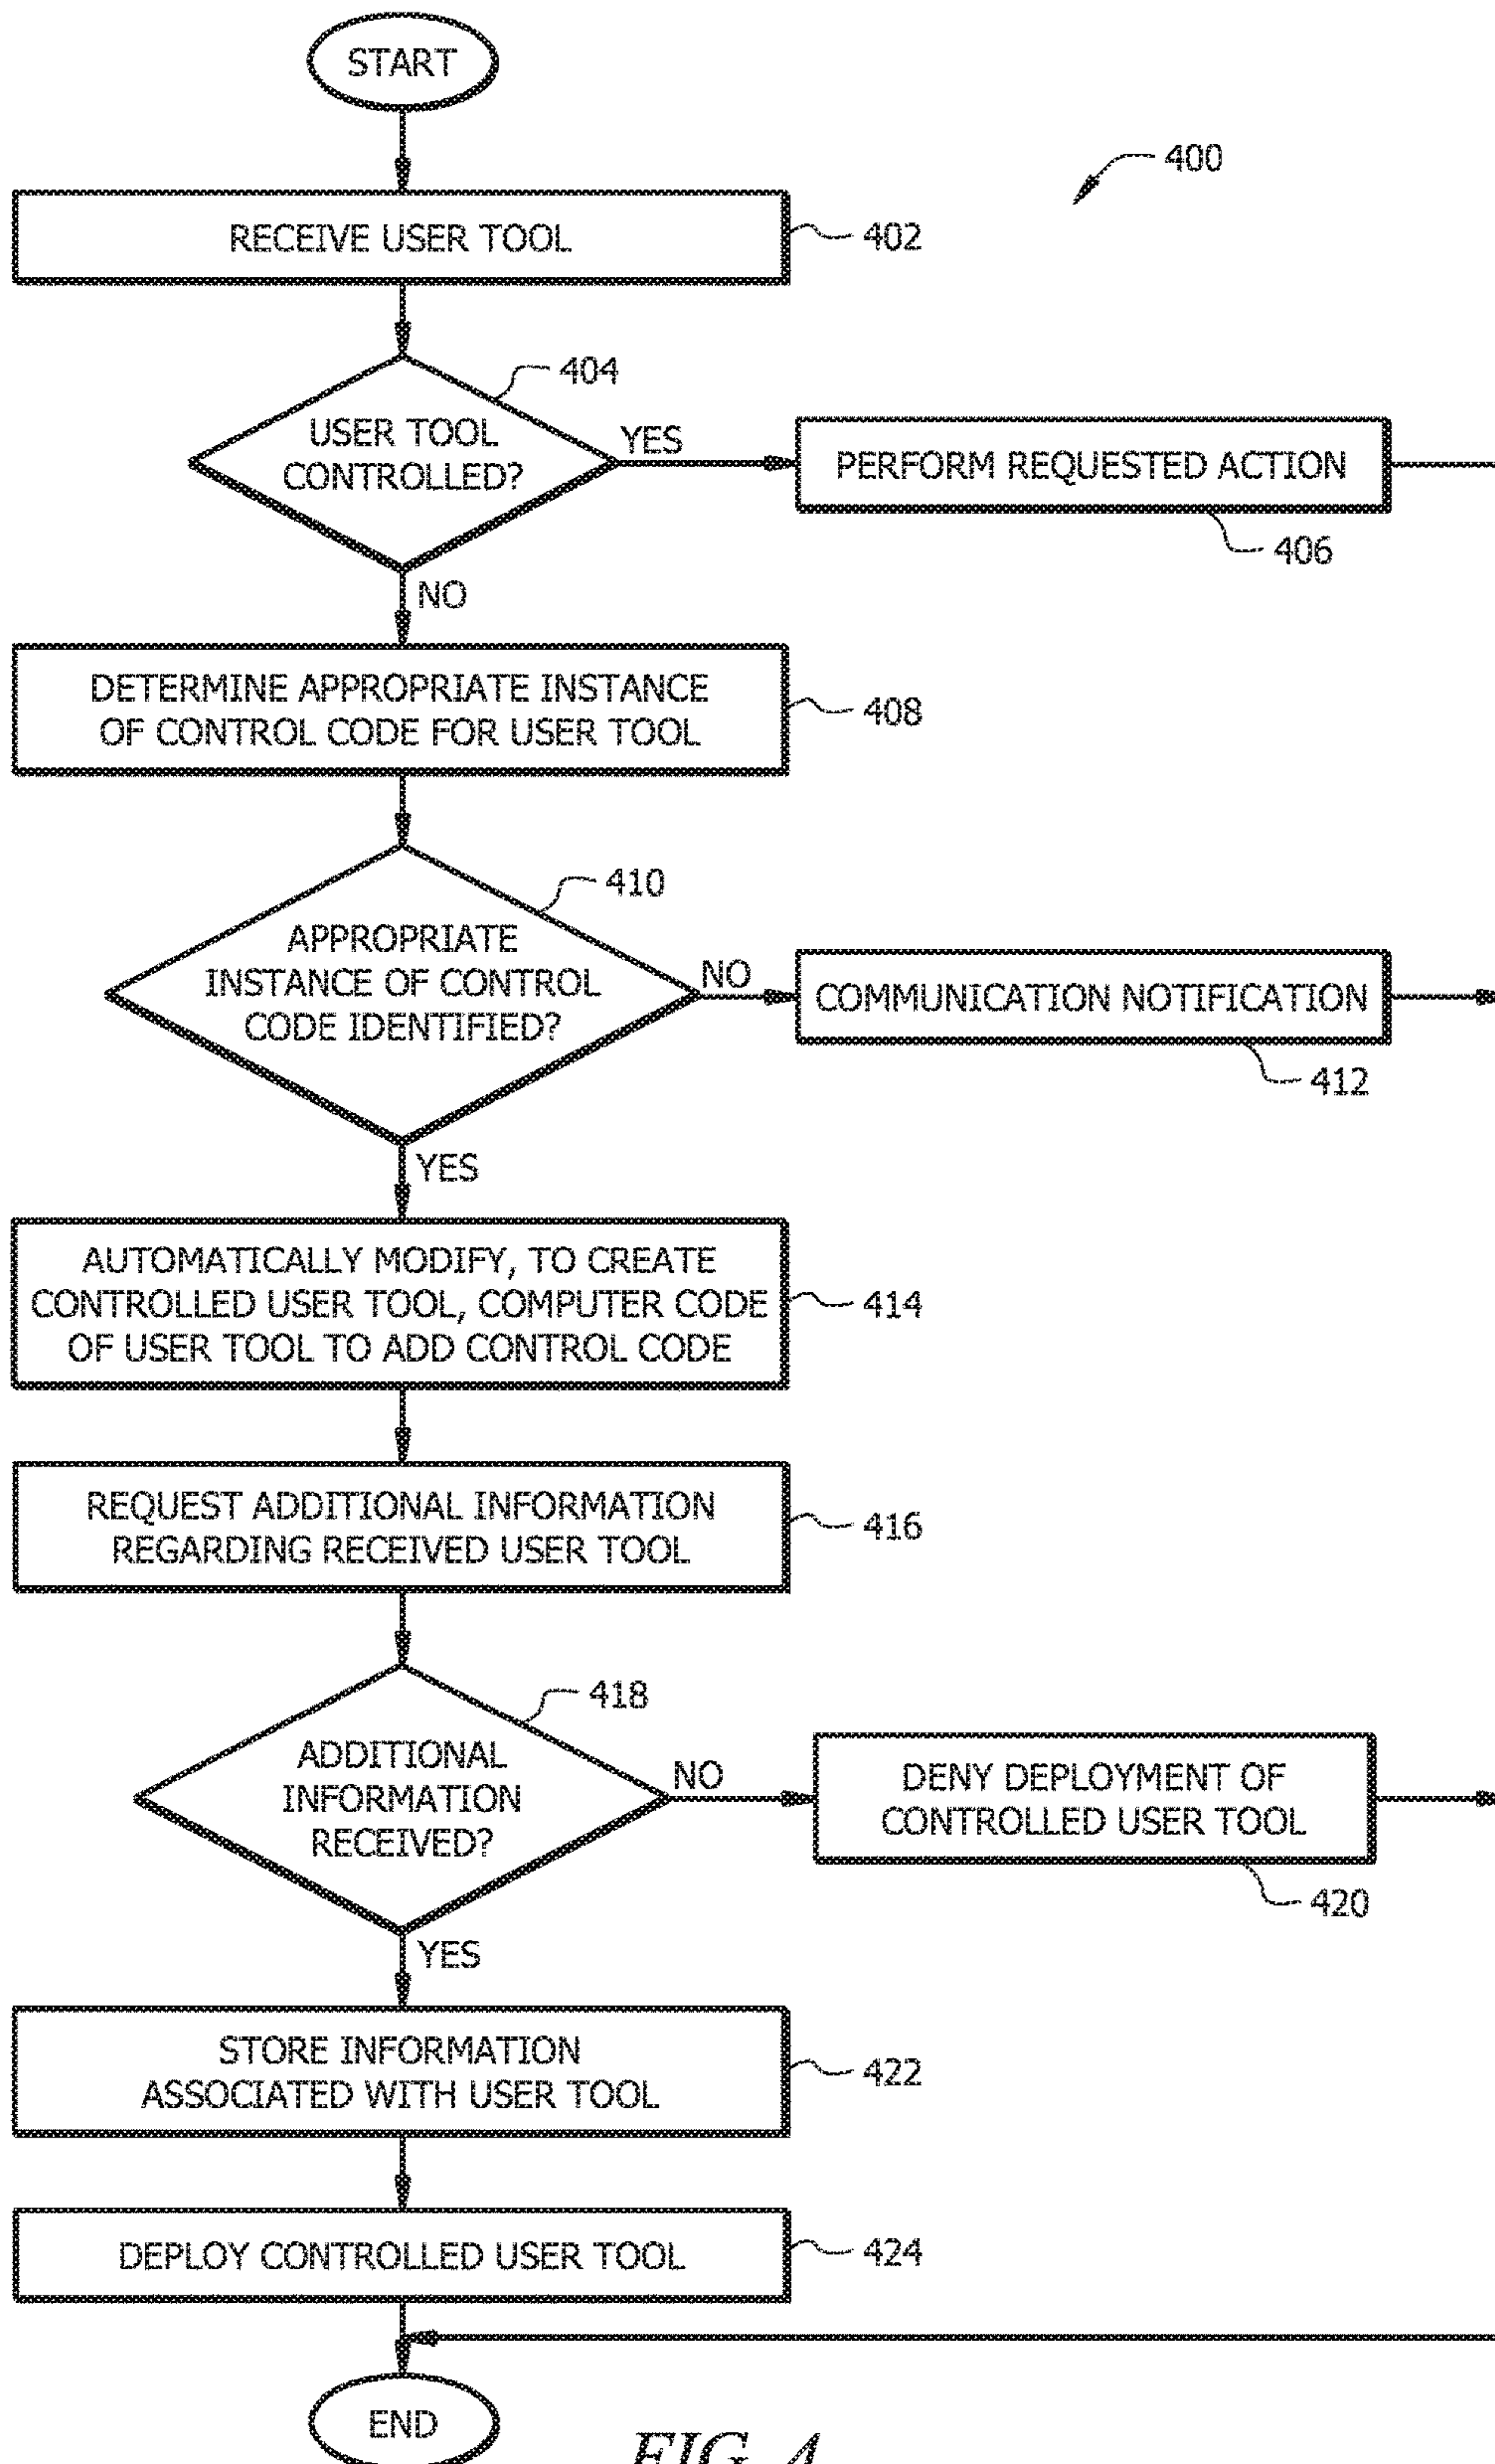 START
400
RECEIVE USER TOOL
402
404
USER TOOL
CONTROLLED?
YES
PERFORM REQUESTED ACTION
406
NO
DETERMINE APPROPRIATE INSTANCE
OF CONTROL CODE FOR USER TOOL
408
410
APPROPRIATE
INSTANCE OF CONTROL
CODE IDENTIFIED?
NO
COMMUNICATION NOTIFICATION
412
YES
AUTOMATICALLY MODIFY, TO CREATE
CONTROLLED USER TOOL, COMPUTER CODE
OF USER TOOL TO ADD CONTROL CODE
414
REQUEST ADDITIONAL INFORMATION
REGARDING RECEIVED USER TOOL
416
418
ADDITIONAL
INFORMATION
RECEIVED?
NO
DENY DEPLOYMENT OF
CONTROLLED USER TOOL
420
YES
STORE INFORMATION
ASSOCIATED WITH USER TOOL
422
DEPLOY CONTROLLED USER TOOL
424
END
FIG. 4